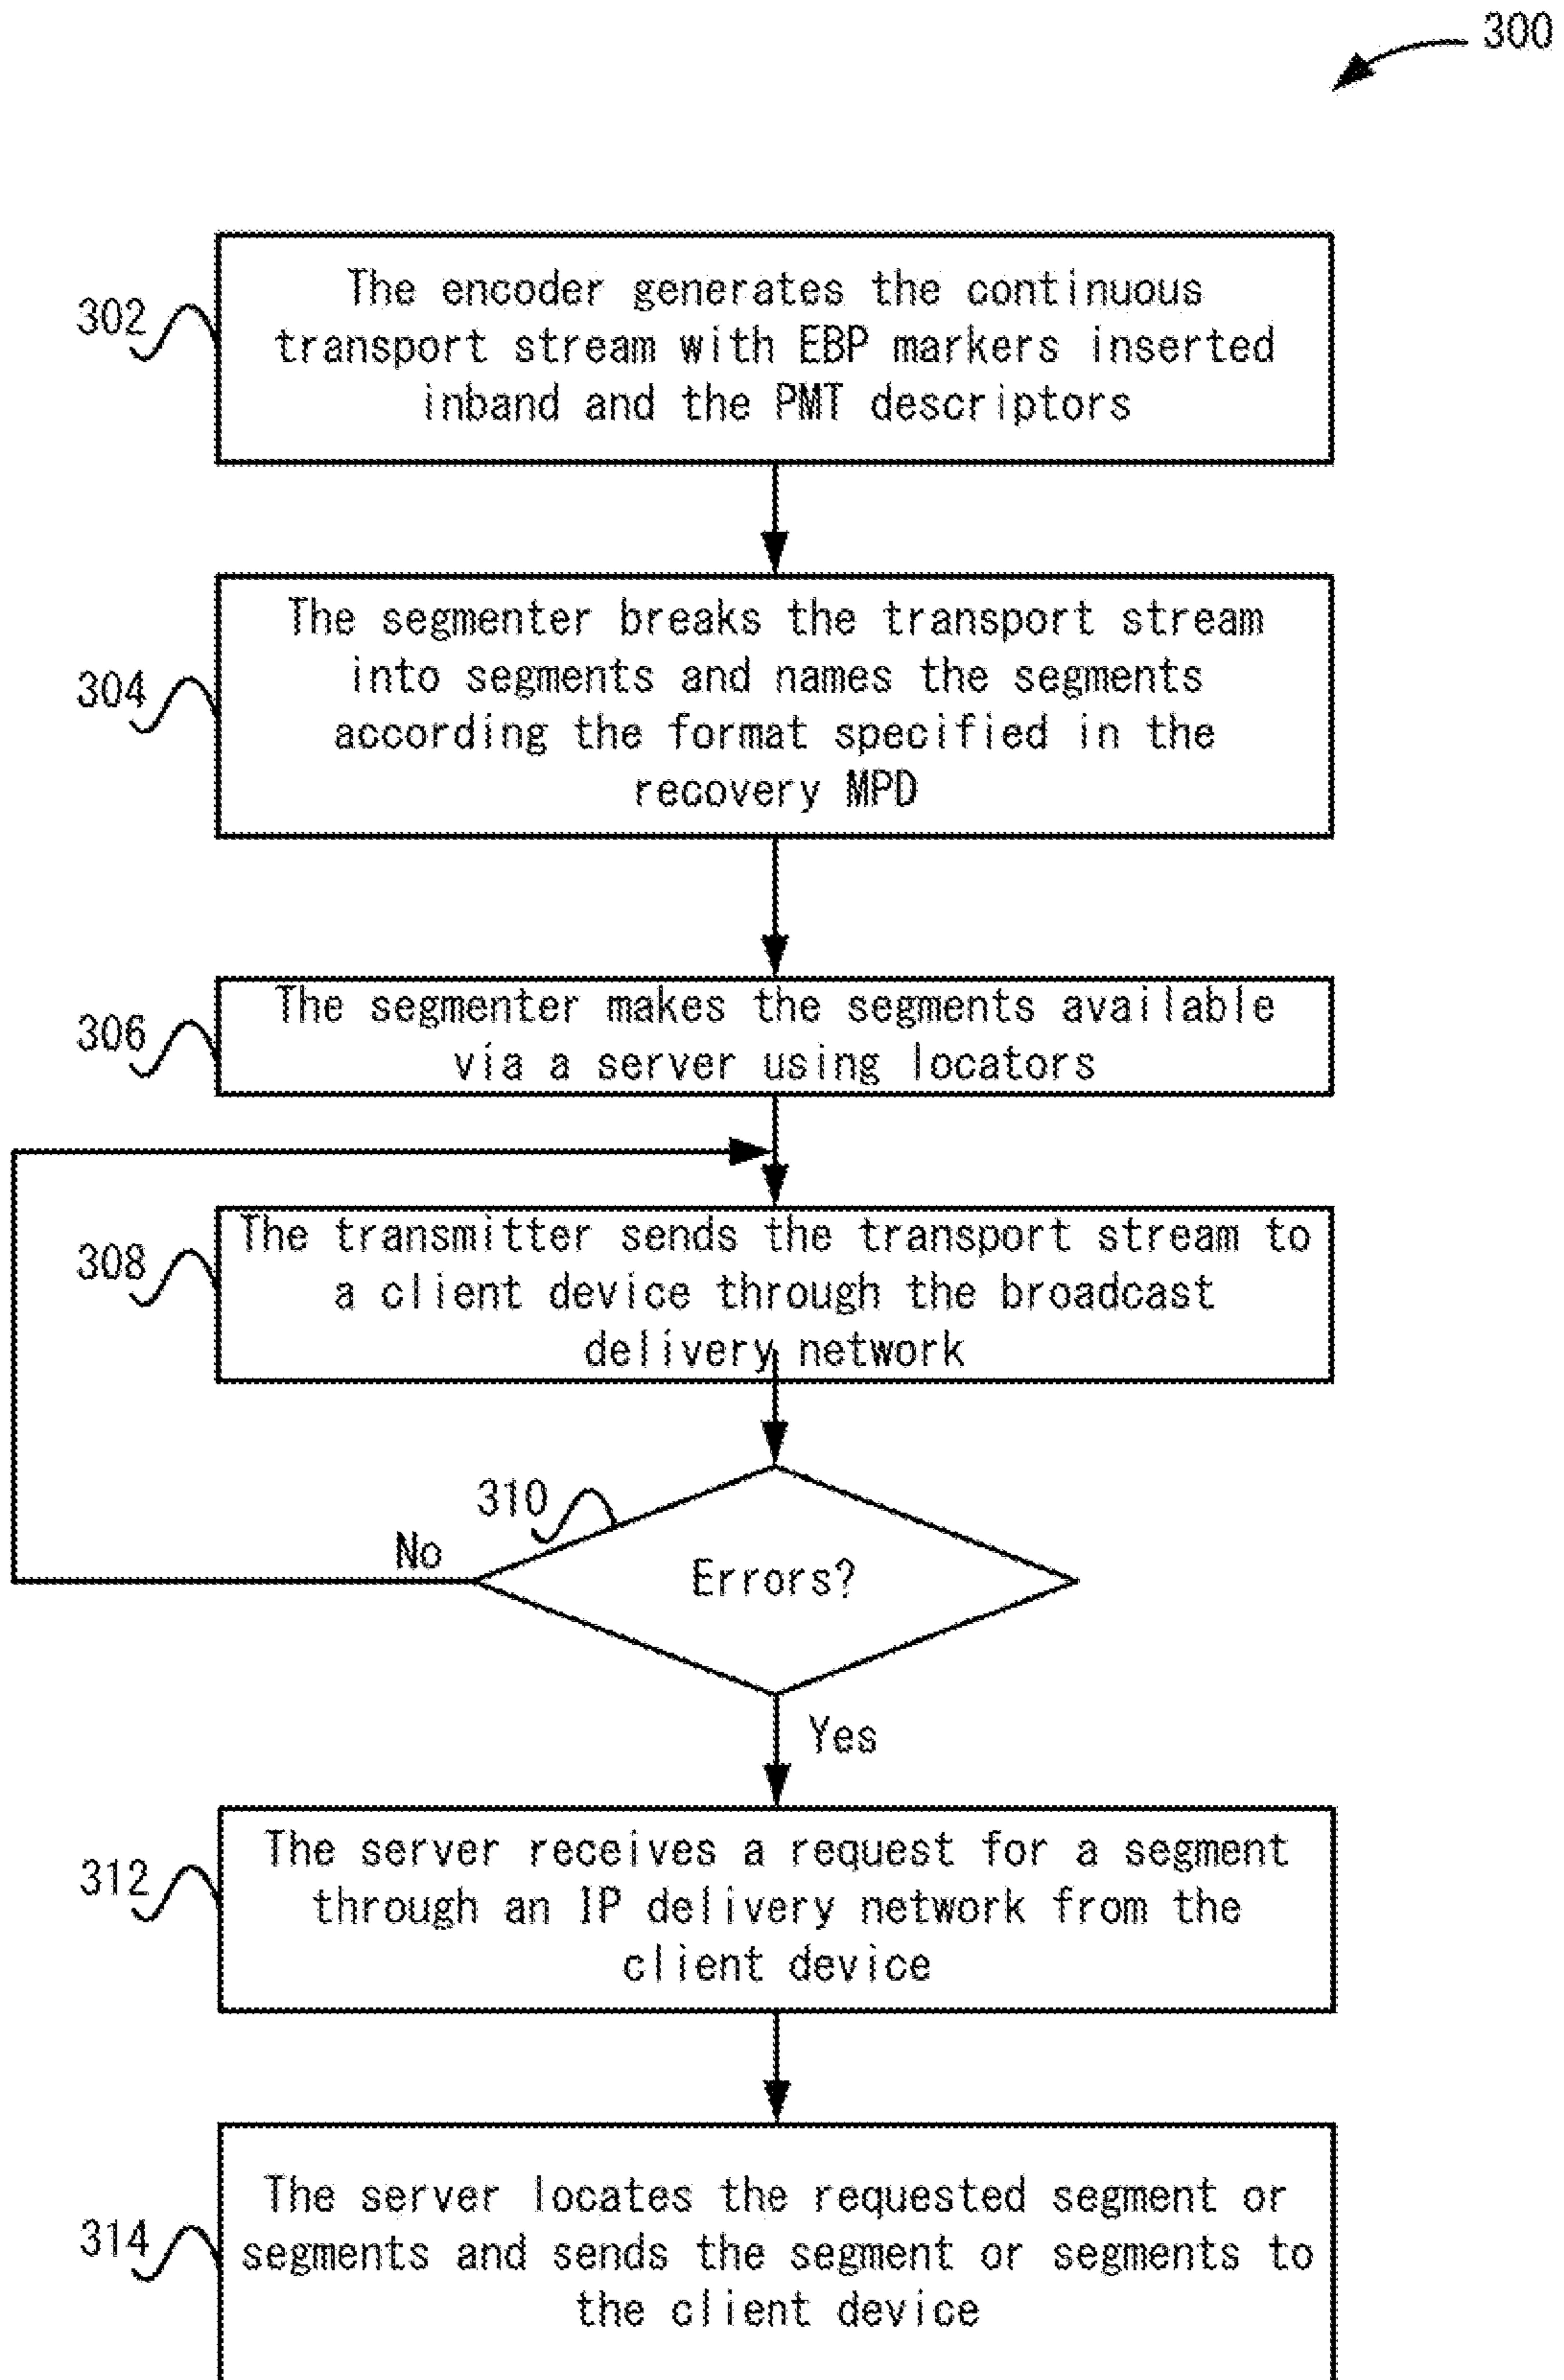 300
302
The encoder generates the continuous
transport stream with EBP markers inserted
inband and the PMT descriptors
304
The segmenter breaks the transport stream
into segments and names the segments
according the format specified in the
recovery MPD
306
The segmenter makes the segments available
via a server using locators
308
The transmitter sends the transport stream to
a client device through the broadcast
delivery network
310
No
Errors?
Yes
312
The server receives a request for a segment
through an IP delivery network from the
client device
314
The server locates the requested segment or
segments and sends the segment or segments to
the client device